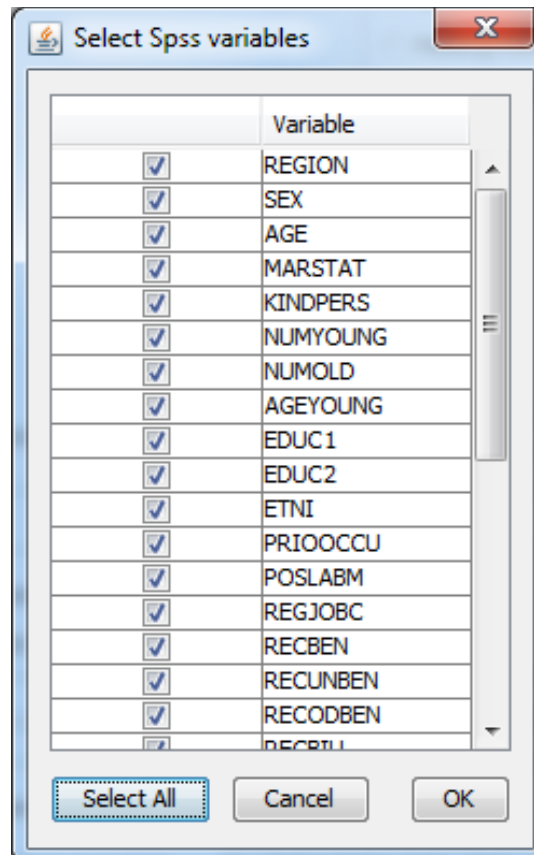 Select Spss variables
Variable
REGION
SEX
AGE
MARSTAT
KINDPERS
NUMYOUNG
NUMOLD
AGEYOUNG
EDUC1
EDUC2
ETNI
PRIOOCCU
POSLABM
REGJOBC
RECBEN
RECUNBEN
RECODBEN
Select All Cancel OK